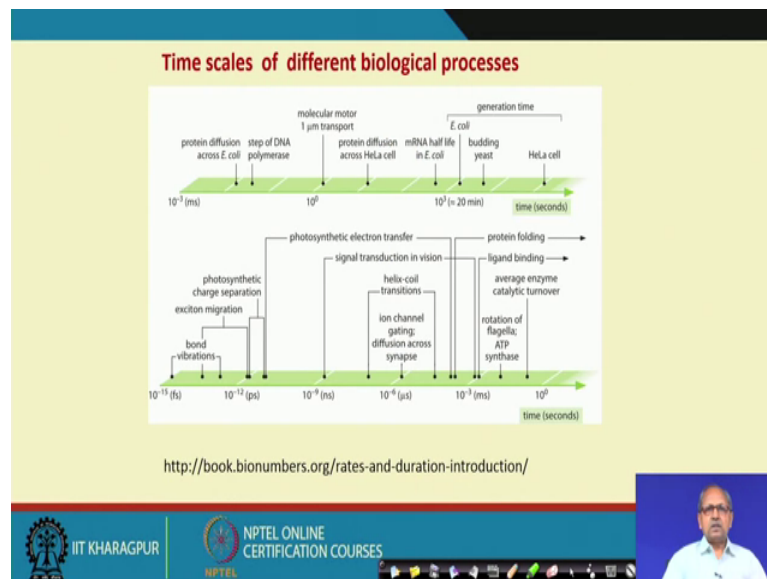 Time scales of different biological processes
generation time
molecular motor
1 μm transport
E. coli
protein diffusion
across E. coli
step of DNA
polymerase
protein diffusion
across HeLa cell
mRNA half life
in E. coli
budding
yeast
HeLa cell
10⁻³ (ms)
10⁰
10³ (≈ 20 min)
time (seconds)
photosynthetic electron transfer
protein folding
signal transduction in vision
ligand binding
photosynthetic
charge separation
helix-coil
transitions
average enzyme
catalytic turnover
exciton migration
ion channel
gating;
diffusion across
synapse
rotation of
flagella;
ATP
synthase
bond
vibrations
10⁻¹⁵ (fs)
10⁻¹² (ps)
10⁻⁹ (ns)
10⁻⁶ (μs)
10⁻³ (ms)
10⁰
time (seconds)
http://book.bionumbers.org/rates-and-duration-introduction/
IIT KHARAGPUR
NPTEL
NPTEL ONLINE
CERTIFICATION COURSES